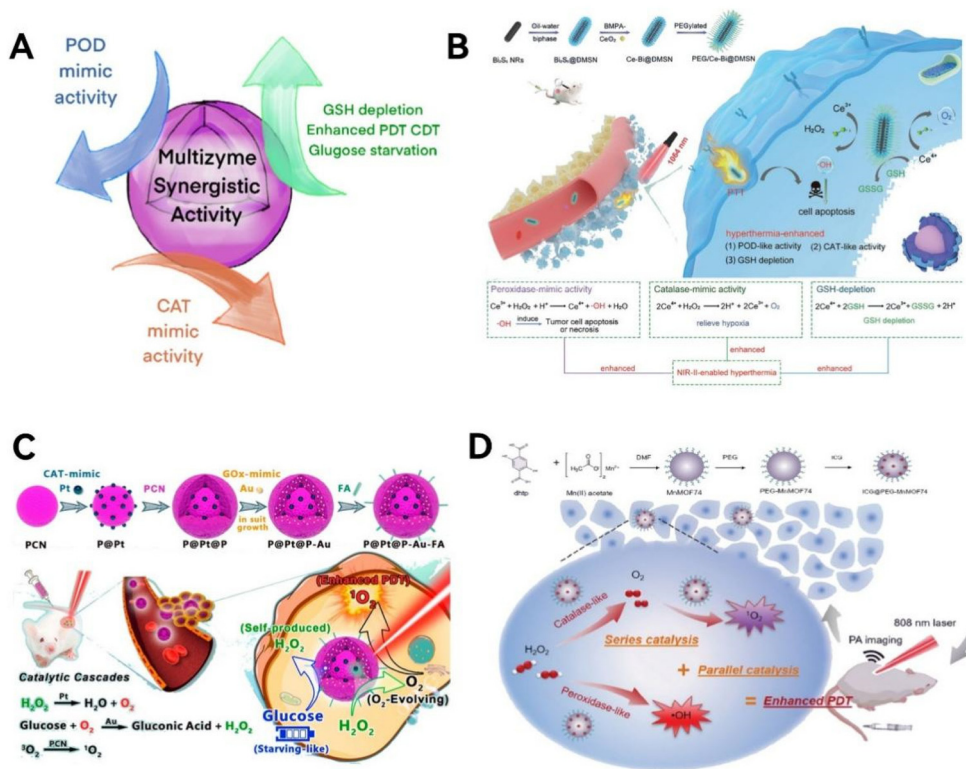 A
POD
mimic
activity
GSH depletion
Enhanced PDT CDT
Glugose starvation
Multizyme
Synergistic
Activity
CAT
mimic
activity
B
Oil-water
biphase
BMPA-
CeO₂
PEGylated
Bi₂S₃ NRs
Bi₂S₃@DMSN
Ce-Bi@DMSN
PEG/Ce-Bi@DMSN
1064 nm
PTT
Ce³⁺
H₂O₂
·OH
O₂
Ce⁴⁺
GSH
GSSG
cell apoptosis
hyperthermia-enhanced
(1) POD-like activity (2) CAT-like activity
(3) GSH depletion
Peroxidase-mimic activity
Ce³⁺ + H₂O₂ + H⁺ → Ce⁴⁺ + ·OH + H₂O
·OH induce → Tumor cell apoptosis
or necrosis
Catalase-mimic activity
2Ce⁴⁺ + H₂O₂ → 2H⁺ + 2Ce³⁺ + O₂
relieve hypoxia
GSH-depletion
2Ce⁴⁺ + 2GSH → 2Ce³⁺ + GSSG + 2H⁺
GSH depletion
enhanced
enhanced
enhanced
NIR-II-enabled hyperthermia
C
CAT-mimic
Pt
PCN
GOx-mimic
Au
in suit
growth
FA
PCN
P@Pt
P@Pt@P
P@Pt@P-Au
P@Pt@P-Au-FA
(Enhanced PDT)
¹O₂
(Self-produced)
H₂O₂
O₂
(O₂-Evolving)
Glucose
(Starving-like)
H₂O₂
Catalytic Cascades
H₂O₂ Pt → H₂O + O₂
Glucose + O₂ Au → Gluconic Acid + H₂O₂
³O₂ PCN → ¹O₂
D
dhtp
+
Mn²⁺
Mn(II) acetate
DMF
MnMOF74
PEG
PEG-MnMOF74
ICG
ICG@PEG-MnMOF74
Catalase-like
O₂
¹O₂
H₂O₂
Series catalysis
+ Parallel catalysis
= Enhanced PDT
Peroxidase-like
•OH
PA imaging
808 nm laser